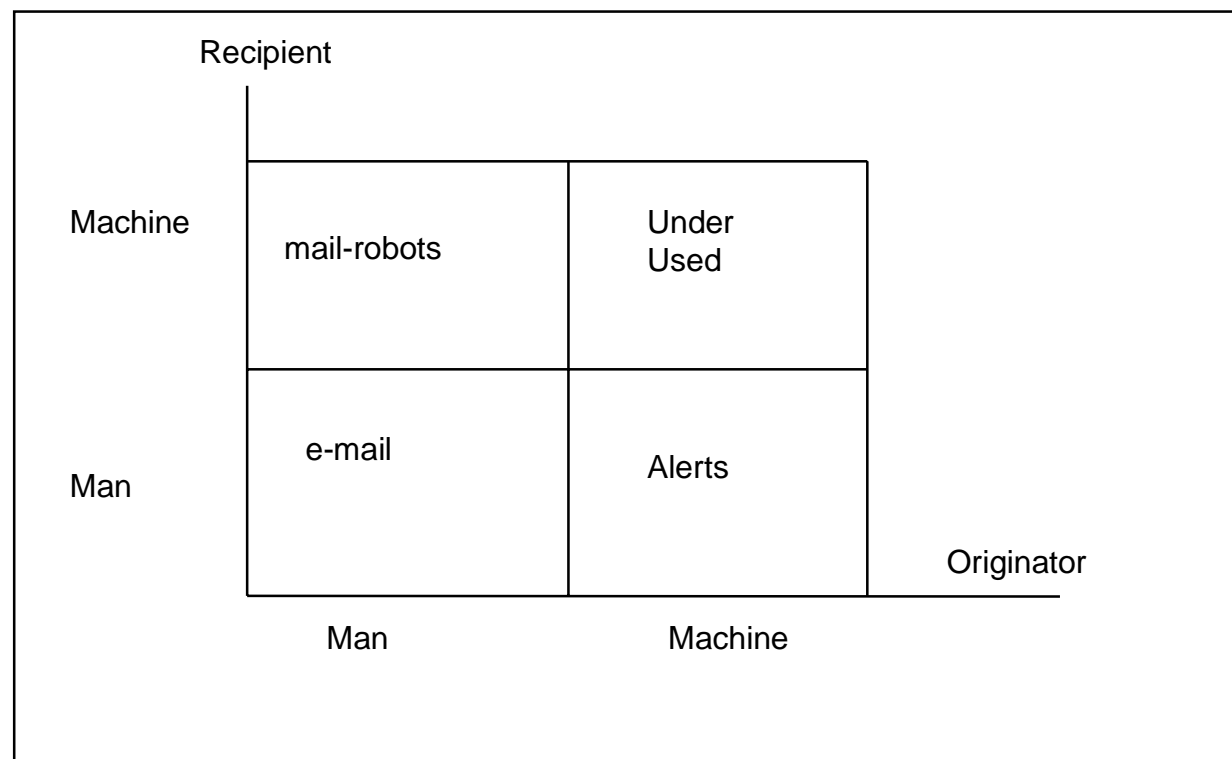 Recipient
Machine
mail-robots
Under
Used
Man
e-mail
Alerts
Originator
Man
Machine